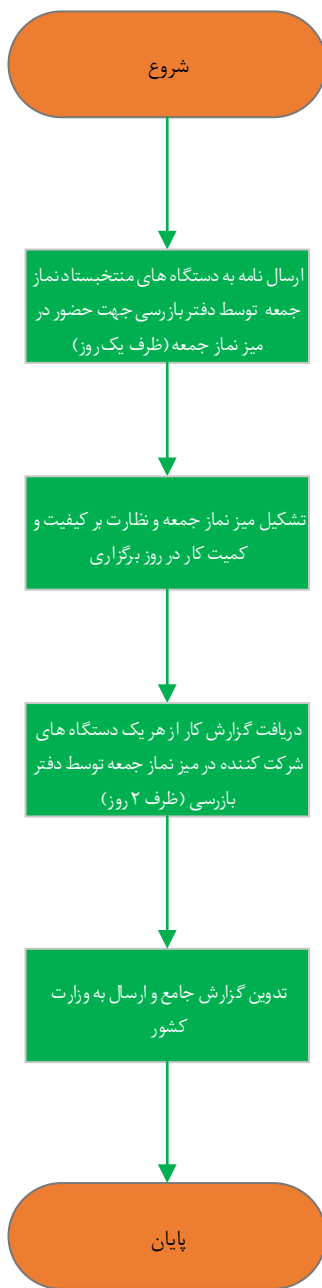 شروع
ارسال نامه به دستگاه های منتخبستاد نماز
جمعه توسط دفتر بازرسی جهت حضور در
میز نماز جمعه (ظرف یک روز)
تشکیل میز نماز جمعه و نظارت بر کیفیت و
کمیت کار در روز برگزاری
دریافت گزارش کار از هر یک دستگاه های
شرکت کننده در میز نماز جمعه توسط دفتر
بازرسی (ظرف ۲ روز)
تدوین گزارش جامع و ارسال به وزارت
کشور
پایان